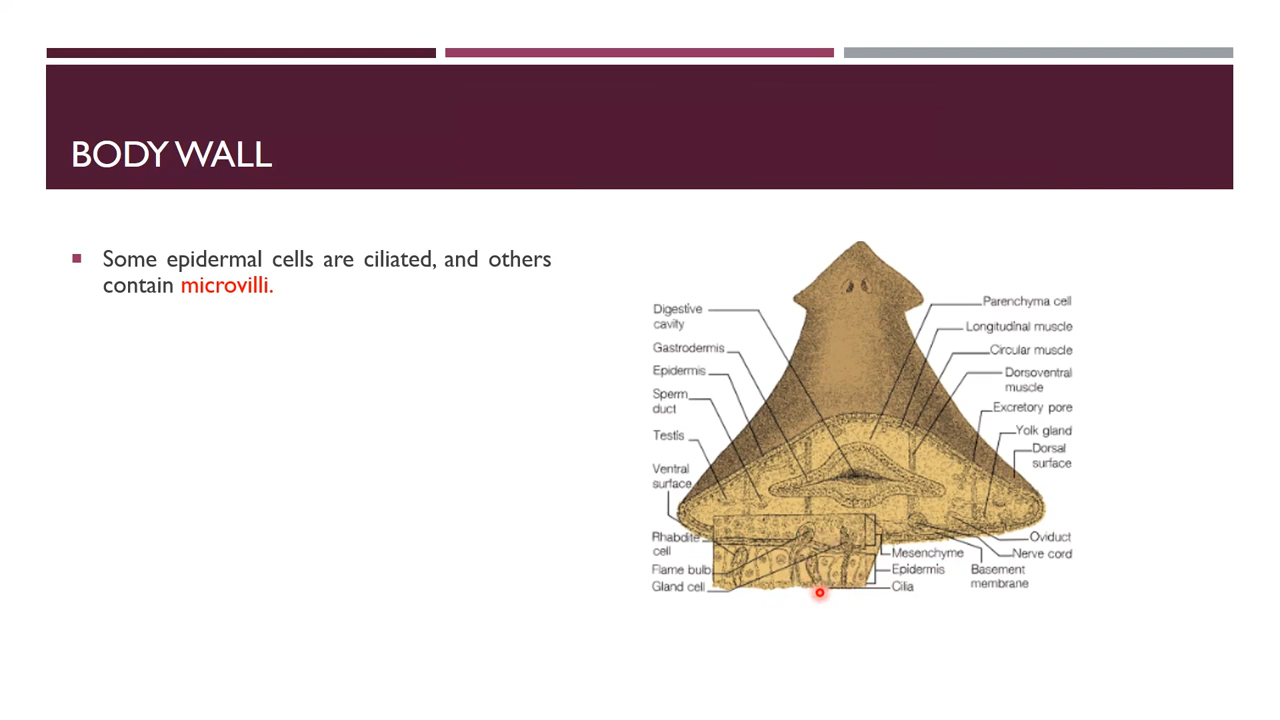 BODY WALL
Some epidermal cells are ciliated, and others
contain microvilli.
Digestive
cavity
Gastrodermis
Epidermis
Sperm
duct
Testis
Ventral
surface
Rhabdite
cell
Flame bulb
Gland cell
Parenchyma cell
Longitudinal muscle
Circular muscle
Dorsoventral
muscle
Excretory pore
Yolk gland
Dorsal
surface
Oviduct
Nerve cord
Basement
membrane
Mesenchyme
Epidermis
Cilia